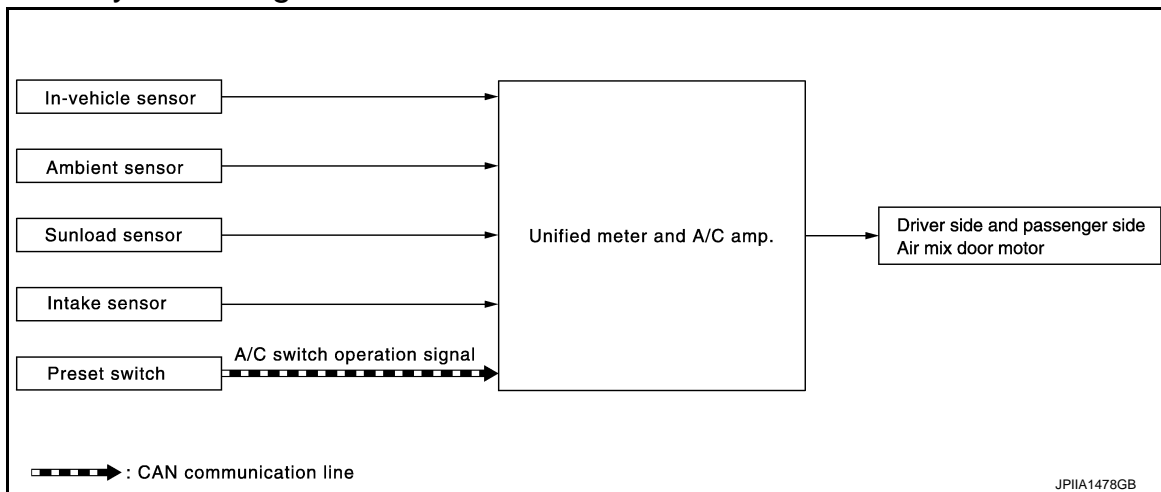 In-vehicle sensor
Ambient sensor
Sunload sensor
Intake sensor
Preset switch
A/C switch operation signal
Unified meter and A/C amp.
Driver side and passenger side
Air mix door motor
: CAN communication line
JPIIA1478GB